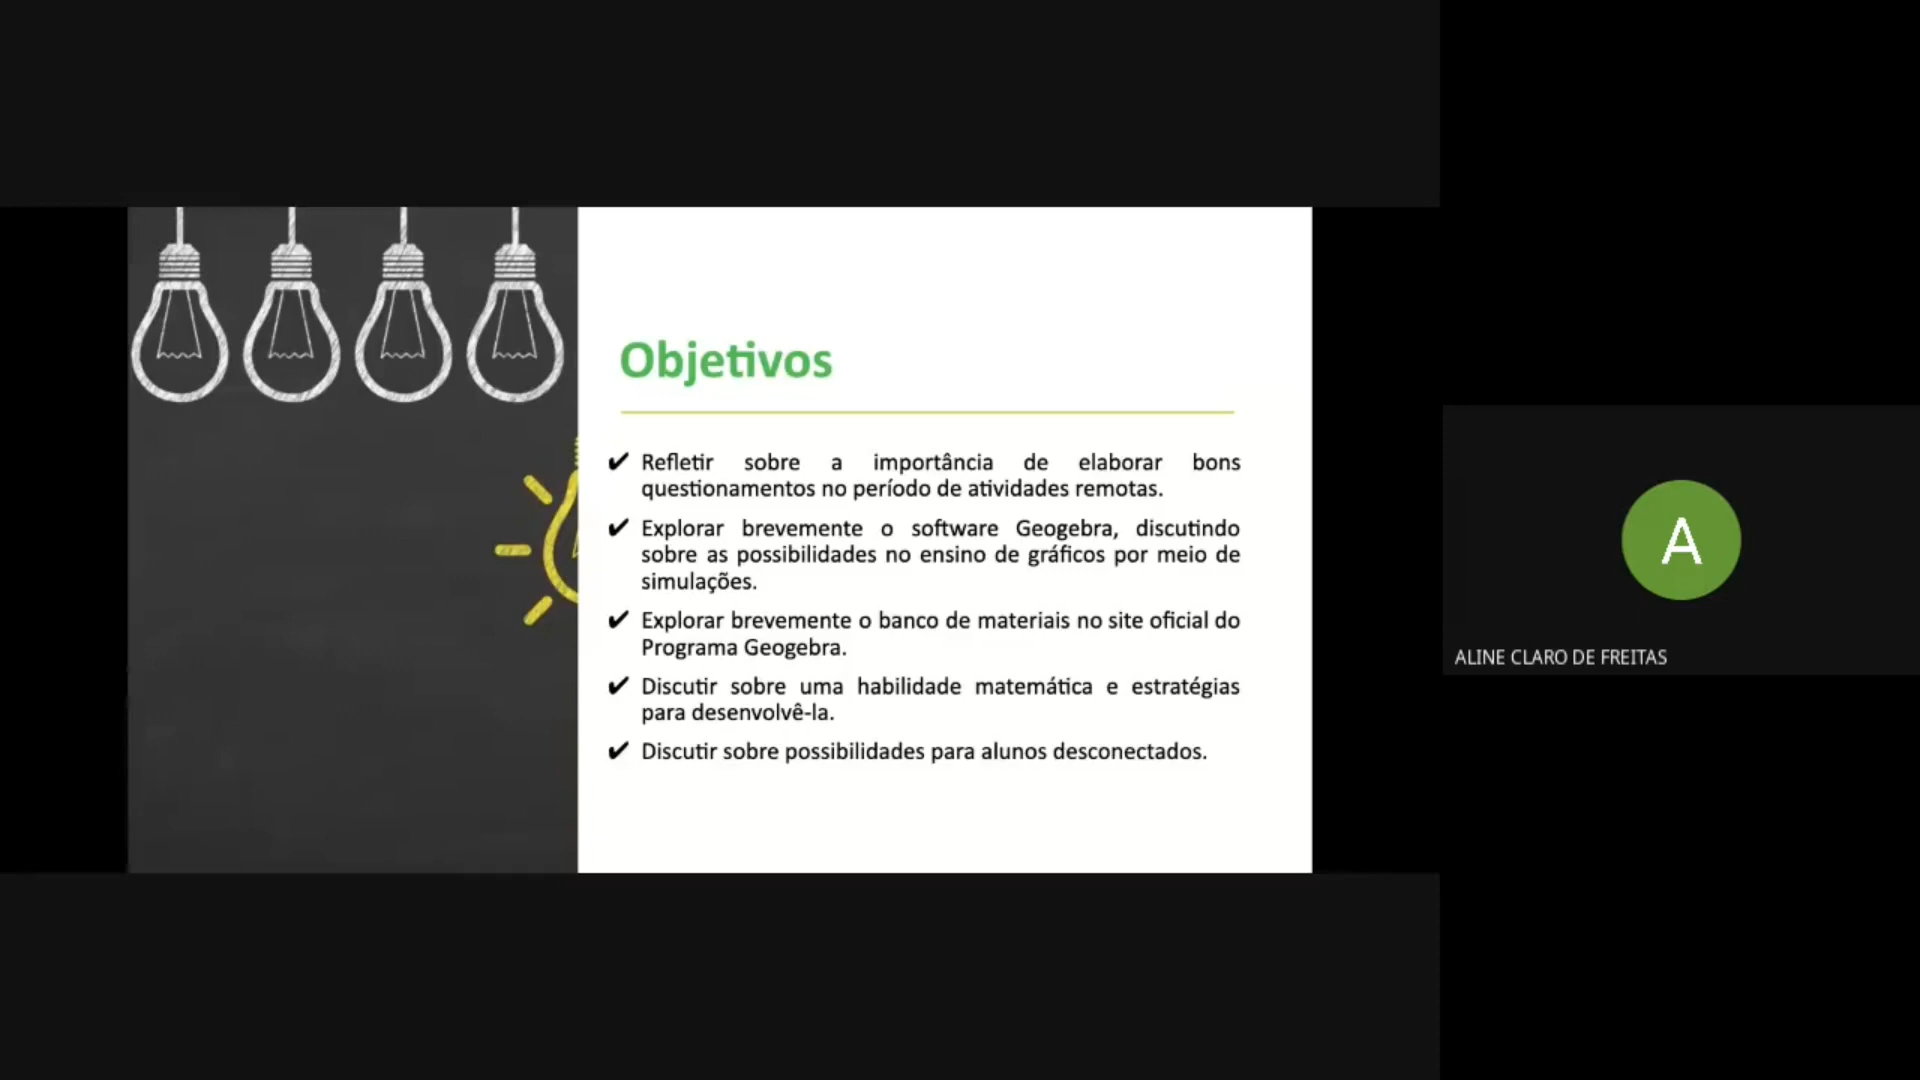 Objetivos
✔ Refletir sobre a importância de elaborar bons
questionamentos no período de atividades remotas.
✔ Explorar brevemente o software Geogebra, discutindo
sobre as possibilidades no ensino de gráficos por meio de
simulações.
✔ Explorar brevemente o banco de materiais no site oficial do
Programa Geogebra.
✔ Discutir sobre uma habilidade matemática e estratégias
para desenvolvê-la.
✔ Discutir sobre possibilidades para alunos desconectados.
A
ALINE CLARO DE FREITAS